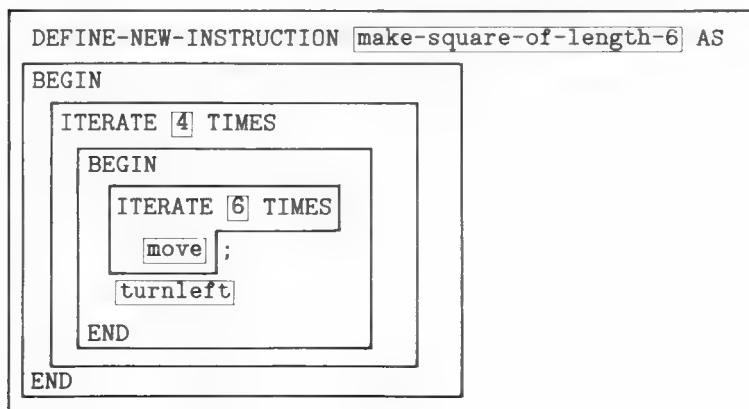 DEFINE-NEW-INSTRUCTION make-square-of-length-6 AS
BEGIN
ITERATE 4 TIMES
BEGIN
ITERATE 6 TIMES
move ;
turnleft
END
END